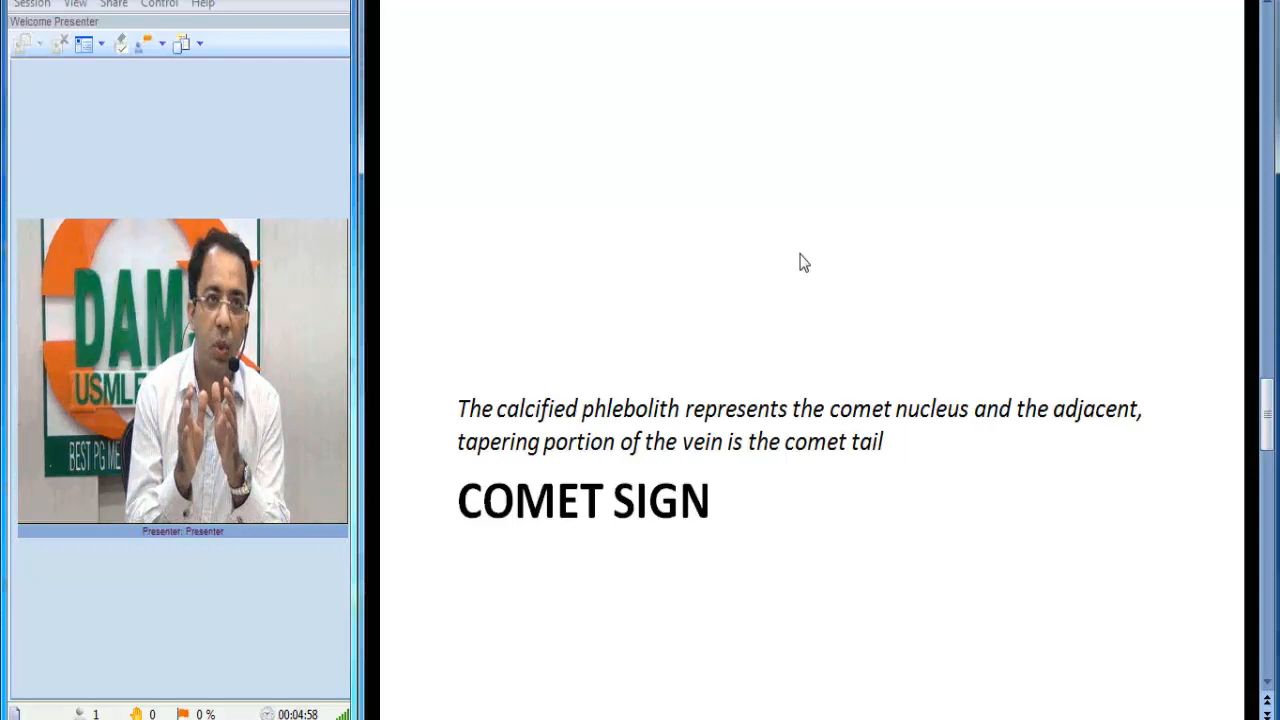 Session View Share Control Help
Welcome Presenter
DAM
USMLE
BEST PG ME
Presenter: Presenter
1 0 0 % 00:04:58
The calcified phlebolith represents the comet nucleus and the adjacent,
tapering portion of the vein is the comet tail
COMET SIGN